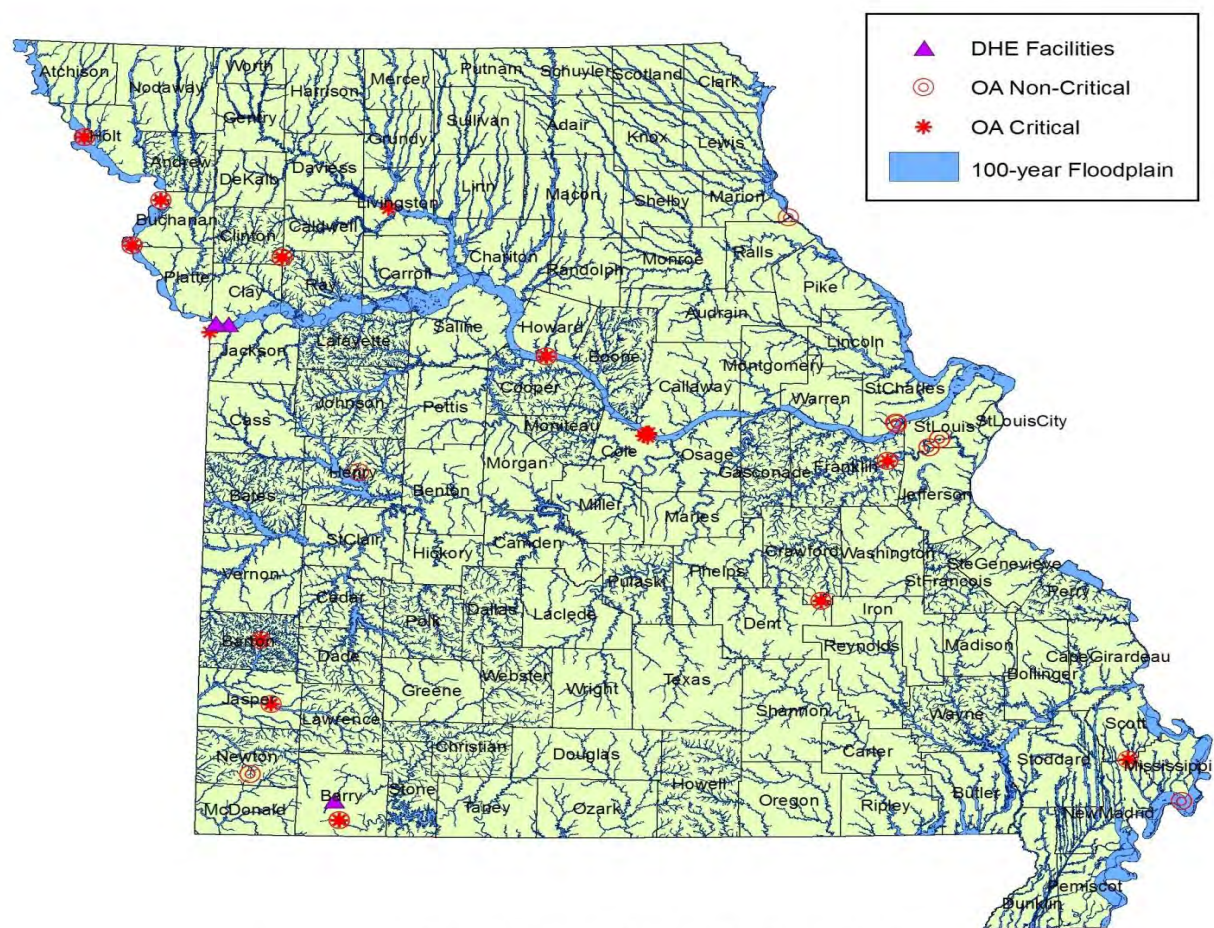 DHE Facilities
OA Non-Critical
OA Critical
100-year Floodplain
Atchison
Nodaway
Worth
Harrison
Mercer
Putnam
Schuyler
Scotland
Clark
Gentry
Sullivan
Adair
Knox
Lewis
Holt
Andrew
Grundy
DeKalb
Daviess
Linn
Macon
Shelby
Marion
Livingston
Buchanan
Clinton
Caldwell
Chariton
Randolph
Monroe
Ralls
Platte
Clay
Ray
Carroll
Pike
Audrain
Saline
Howard
Boone
Lafayette
Jackson
Lincoln
Montgomery
Callaway
Warren
StCharles
Cooper
Johnson
Pettis
Cass
Moniteau
StLouis
StLouisCity
Cole
Osage
Gasconade
Franklin
Morgan
Henry
Benton
Jefferson
Bates
Miller
Maries
StClair
Camden
Hickory
Crawford
Washington
SteGenevieve
Vernon
Pulaski
Phelps
StFrancois
Perry
Cedar
Dallas
Laclede
Polk
Dent
Iron
Barton
Dade
Reynolds
Madison
CapeGirardeau
Bollinger
Webster
Greene
Wright
Texas
Jasper
Lawrence
Shannon
Wayne
Scott
Newton
Christian
Douglas
Carter
Stoddard
Mississippi
McDonald
Barry
Stone
Taney
Ozark
Howell
Oregon
Ripley
Butler
NewMadrid
Pemiscot
Dunklin